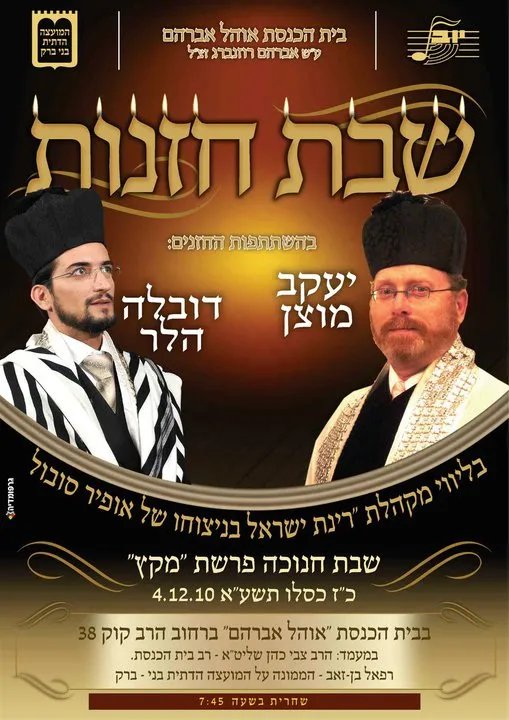 המועצה
הדתית
בני ברק
בית הכנסת אוהל אברהם
ע״ש אברהם רוזנברג זצ״ל
יוב
שבת חזנות
בהשתתפות החזנים:
יעקב
מוצן
דובלה
הלר
בליווי מקהלת "רינת ישראל בניצוחו של אופיר סובול
גרפומדיה
שבת חנוכה פרשת "מקץ"
כ״ז כסלו תשע״א 4.12.10
בבית הכנסת "אוהל אברהם" ברחוב הרב קוק 38
במעמד: הרב צבי כהן שליט״א - רב בית הכנסת.
רפאל בן-זאב - הממונה על המועצה הדתית בני - ברק
שחרית בשעה 7:45